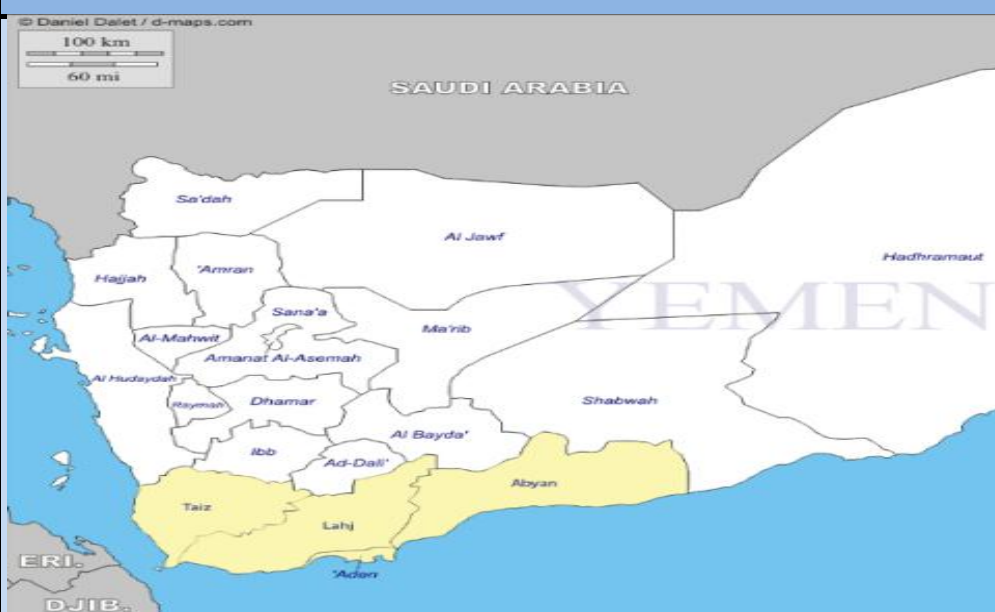 © Daniel Dalet / d-maps.com
100 km
60 mi
SAUDI ARABIA
Sa'dah
Al Jawf
Hadhramaut
Hajjah
'Amran
YEMEN
Sana'a
Ma'rib
Al-Mahwit
Amanat Al-Asemah
Al Hudaydah
Raymah
Dhamar
Shabwah
Al Bayda'
Ibb
Ad-Dali'
Abyan
Taiz
Lahj
ERI.
'Aden
DJIB.